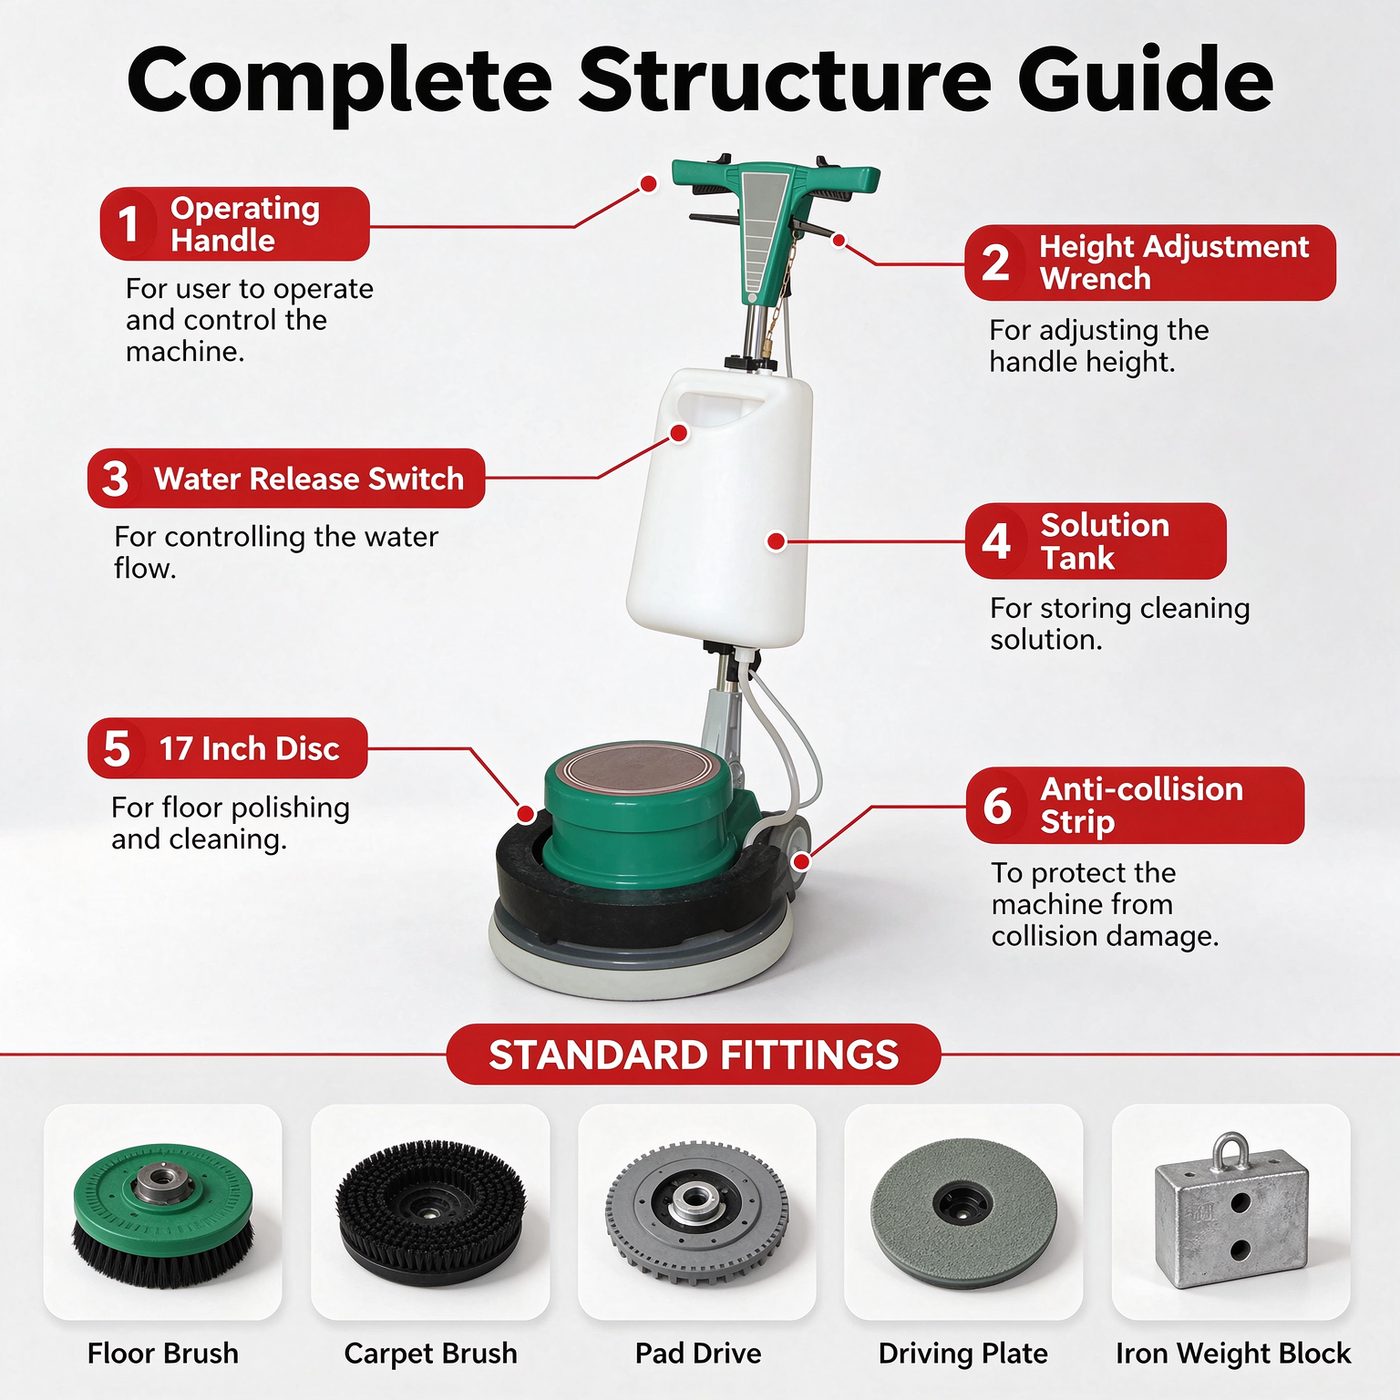 Complete Structure Guide
1 Operating
Handle
For user to operate
and control the
machine.
2 Height Adjustment
Wrench
For adjusting the
handle height.
3 Water Release Switch
For controlling the water
flow.
4 Solution
Tank
For storing cleaning
solution.
5 17 Inch Disc
For floor polishing
and cleaning.
6 Anti-collision
Strip
To protect the
machine from
collision damage.
STANDARD FITTINGS
Floor Brush
Carpet Brush
Pad Drive
Driving Plate
Iron Weight Block